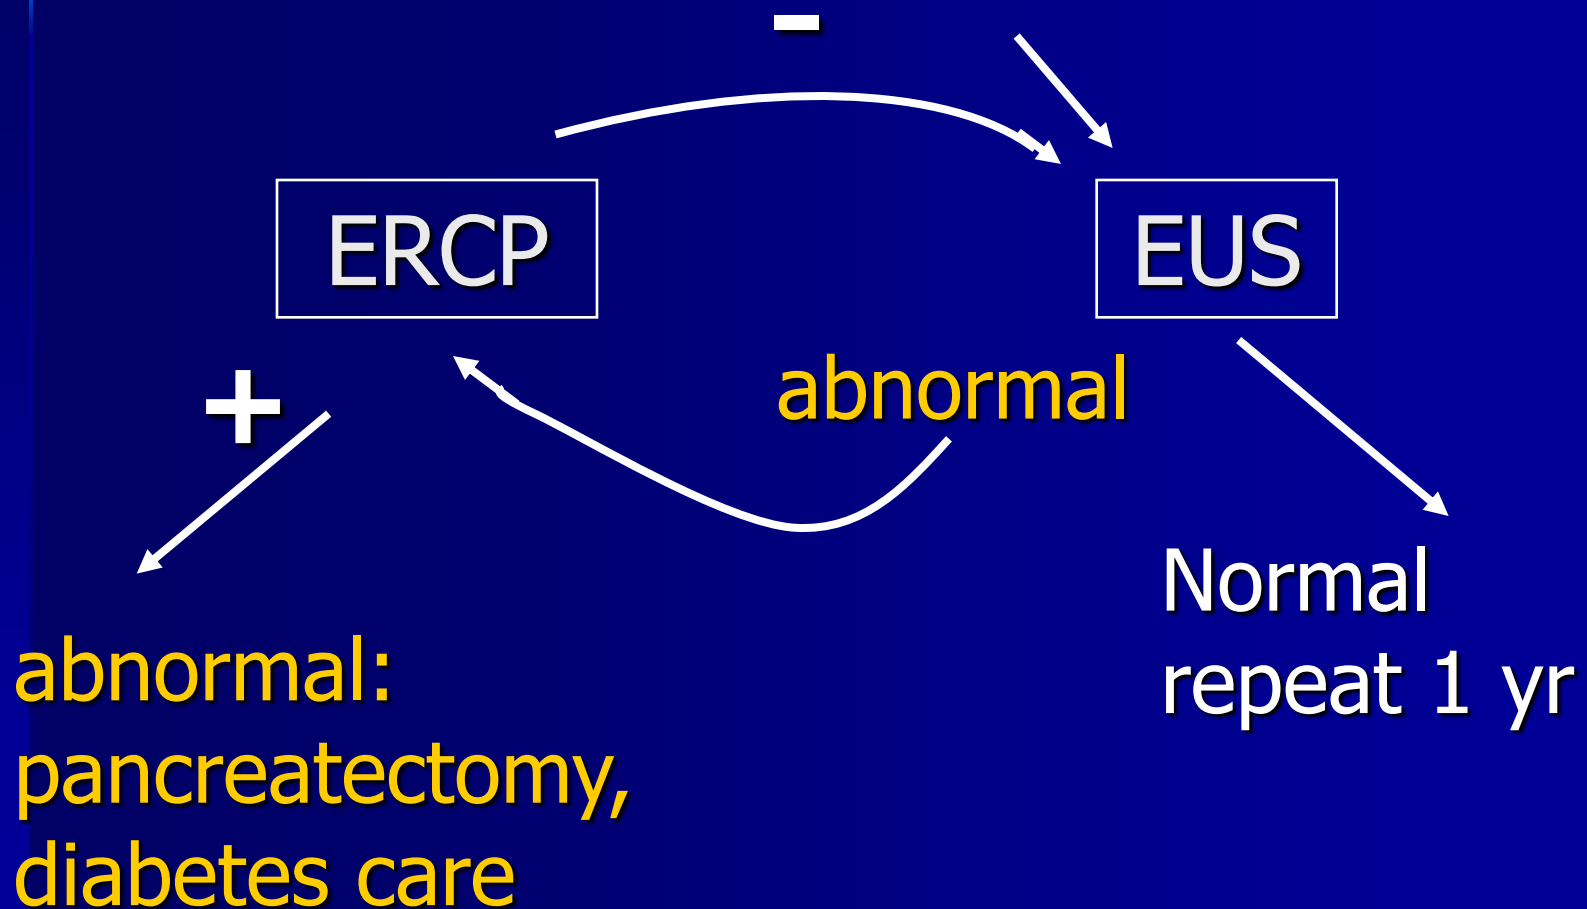 -
ERCP
EUS
+
abnormal
Normal
repeat 1 yr
abnormal:
pancreatectomy,
diabetes care